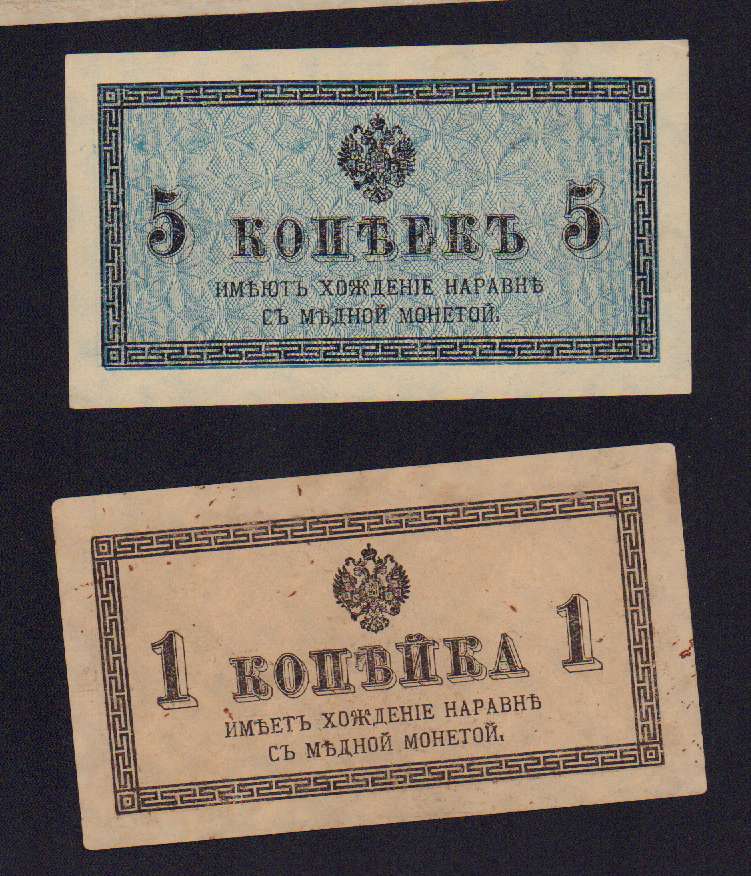 5 КОПѢЕКЪ 5
ИМѢЮТЪ ХОЖДЕНІЕ НАРАВНѢ
СЪ МѢДНОЙ МОНЕТОЙ.
1 КОПѢЙКА 1
ИМѢЕТЪ ХОЖДЕНІЕ НАРАВНѢ
СЪ МѢДНОЙ МОНЕТОЙ.